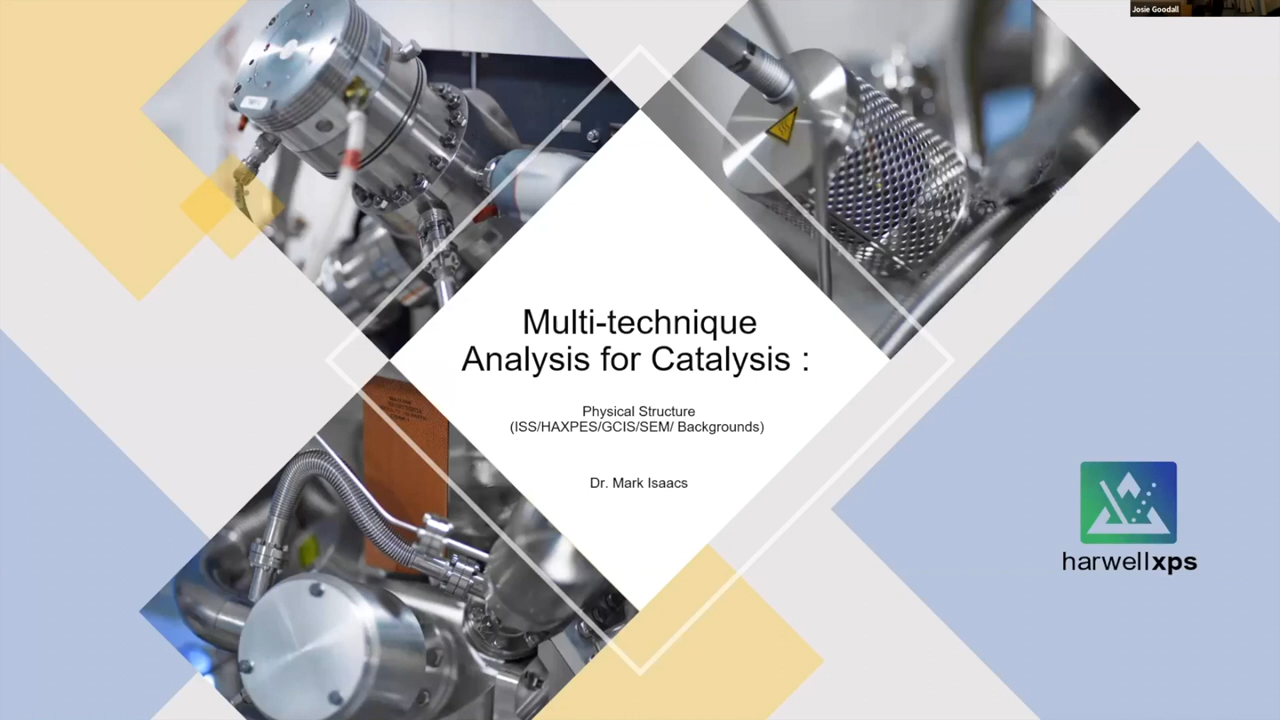 Josie Goodall
Multi-technique
Analysis for Catalysis :
Physical Structure
(ISS/HAXPES/GCIS/SEM/ Backgrounds)
Dr. Mark Isaacs
harwellxps